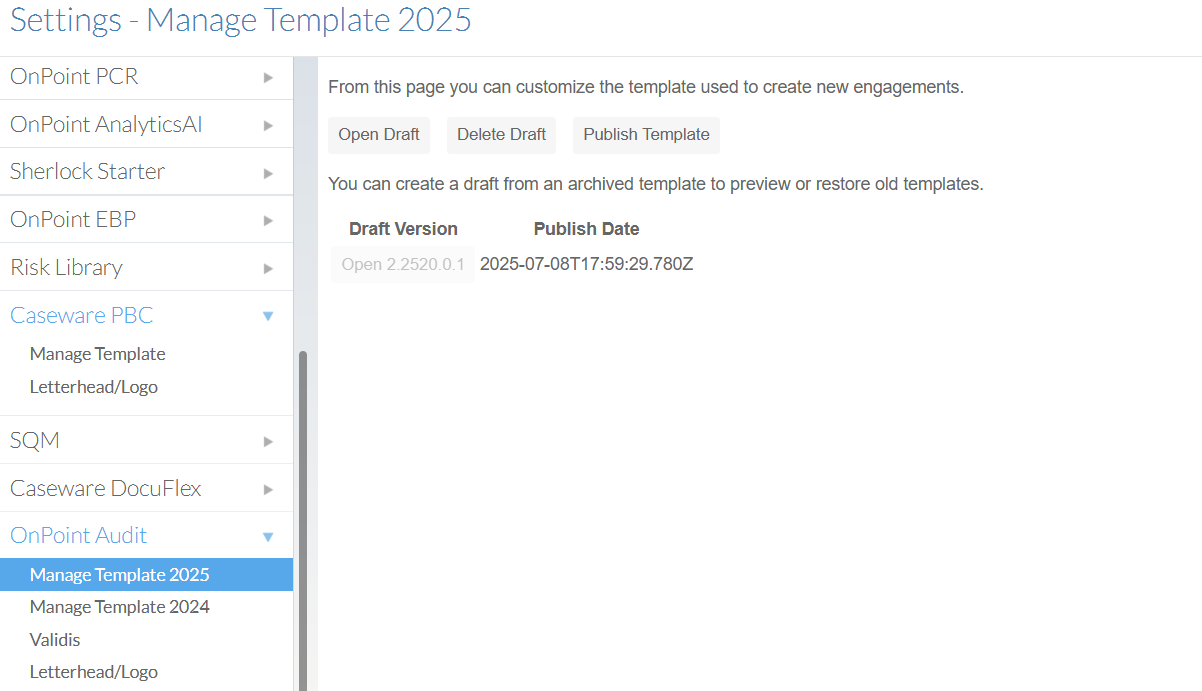 Settings - Manage Template 2025
OnPoint PCR
OnPoint AnalyticsAI
Sherlock Starter
OnPoint EBP
Risk Library
Caseware PBC
Manage Template
Letterhead/Logo
SQM
Caseware DocuFlex
OnPoint Audit
Manage Template 2025
Manage Template 2024
Validis
Letterhead/Logo
From this page you can customize the template used to create new engagements.
Open Draft Delete Draft Publish Template
You can create a draft from an archived template to preview or restore old templates.
Draft Version Publish Date
Open 2.2520.0.1 2025-07-08T17:59:29.780Z